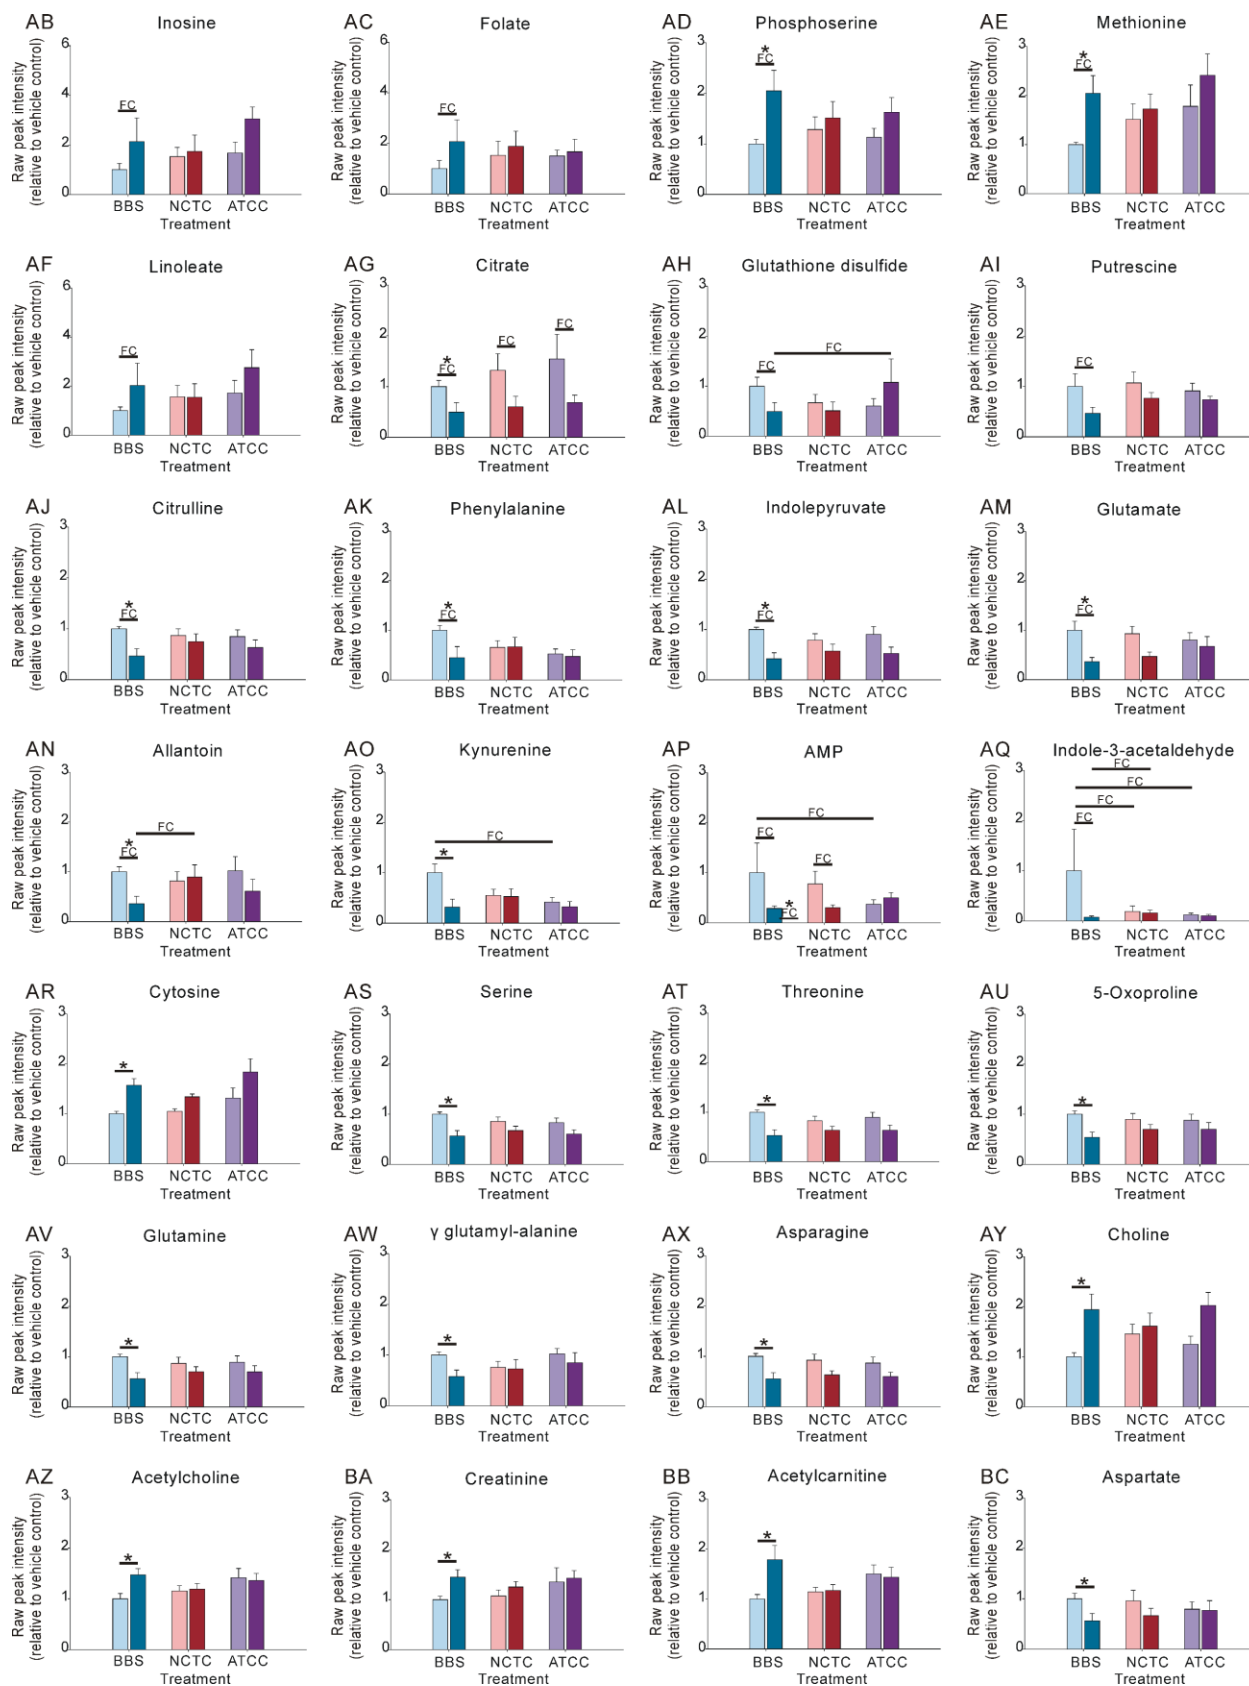 AB Inosine
Raw peak intensity
(relative to vehicle control)
6
4
2
0
FC
BBS NCTC ATCC
Treatment
AC Folate
Raw peak intensity
(relative to vehicle control)
6
4
2
0
FC
BBS NCTC ATCC
Treatment
AD Phosphoserine
Raw peak intensity
(relative to vehicle control)
3
2
1
0
*
FC
BBS NCTC ATCC
Treatment
AE Methionine
Raw peak intensity
(relative to vehicle control)
3
2
1
0
*
FC
BBS NCTC ATCC
Treatment
AF Linoleate
Raw peak intensity
(relative to vehicle control)
6
4
2
0
FC
BBS NCTC ATCC
Treatment
AG Citrate
Raw peak intensity
(relative to vehicle control)
3
2
1
0
*
FC FC FC
BBS NCTC ATCC
Treatment
AH Glutathione disulfide
Raw peak intensity
(relative to vehicle control)
3
2
1
0
FC FC
BBS NCTC ATCC
Treatment
AI Putrescine
Raw peak intensity
(relative to vehicle control)
3
2
1
0
FC
BBS NCTC ATCC
Treatment
AJ Citrulline
Raw peak intensity
(relative to vehicle control)
3
2
1
0
*
FC
BBS NCTC ATCC
Treatment
AK Phenylalanine
Raw peak intensity
(relative to vehicle control)
3
2
1
0
*
FC
BBS NCTC ATCC
Treatment
AL Indolepyruvate
Raw peak intensity
(relative to vehicle control)
3
2
1
0
*
FC
BBS NCTC ATCC
Treatment
AM Glutamate
Raw peak intensity
(relative to vehicle control)
3
2
1
0
*
FC
BBS NCTC ATCC
Treatment
AN Allantoin
Raw peak intensity
(relative to vehicle control)
3
2
1
0
FC
*
FC
BBS NCTC ATCC
Treatment
AO Kynurenine
Raw peak intensity
(relative to vehicle control)
3
2
1
0
FC
*
BBS NCTC ATCC
Treatment
AP AMP
Raw peak intensity
(relative to vehicle control)
3
2
1
0
FC
FC FC
*
FC
BBS NCTC ATCC
Treatment
AQ Indole-3-acetaldehyde
Raw peak intensity
(relative to vehicle control)
3
2
1
0
FC
FC
FC
FC
BBS NCTC ATCC
Treatment
AR Cytosine
Raw peak intensity
(relative to vehicle control)
3
2
1
0
*
BBS NCTC ATCC
Treatment
AS Serine
Raw peak intensity
(relative to vehicle control)
3
2
1
0
*
BBS NCTC ATCC
Treatment
AT Threonine
Raw peak intensity
(relative to vehicle control)
3
2
1
0
*
BBS NCTC ATCC
Treatment
AU 5-Oxoproline
Raw peak intensity
(relative to vehicle control)
3
2
1
0
*
BBS NCTC ATCC
Treatment
AV Glutamine
Raw peak intensity
(relative to vehicle control)
3
2
1
0
*
BBS NCTC ATCC
Treatment
AW γ glutamyl-alanine
Raw peak intensity
(relative to vehicle control)
3
2
1
0
*
BBS NCTC ATCC
Treatment
AX Asparagine
Raw peak intensity
(relative to vehicle control)
3
2
1
0
*
BBS NCTC ATCC
Treatment
AY Choline
Raw peak intensity
(relative to vehicle control)
3
2
1
0
*
BBS NCTC ATCC
Treatment
AZ Acetylcholine
Raw peak intensity
(relative to vehicle control)
3
2
1
0
*
BBS NCTC ATCC
Treatment
BA Creatinine
Raw peak intensity
(relative to vehicle control)
3
2
1
0
*
BBS NCTC ATCC
Treatment
BB Acetylcarnitine
Raw peak intensity
(relative to vehicle control)
3
2
1
0
*
BBS NCTC ATCC
Treatment
BC Aspartate
Raw peak intensity
(relative to vehicle control)
3
2
1
0
*
BBS NCTC ATCC
Treatment